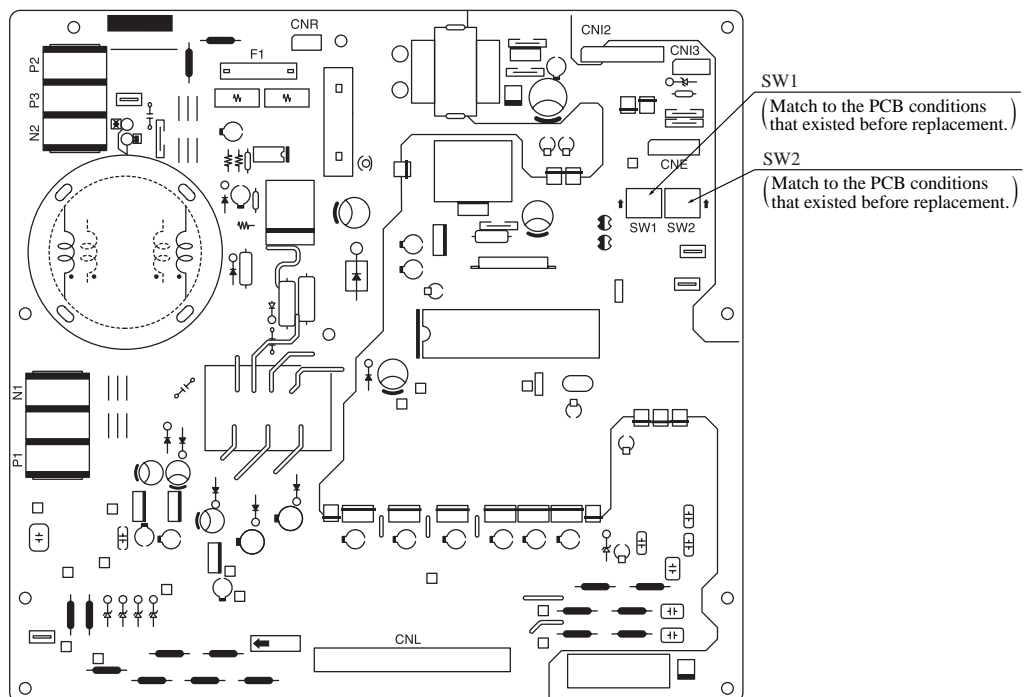 CNR
CNI2
CNI3
F1
P2
P3
N2
SW1
(Match to the PCB conditions
that existed before replacement.)
SW2
(Match to the PCB conditions
that existed before replacement.)
CNE
SW1 SW2
N1
P1
CNL